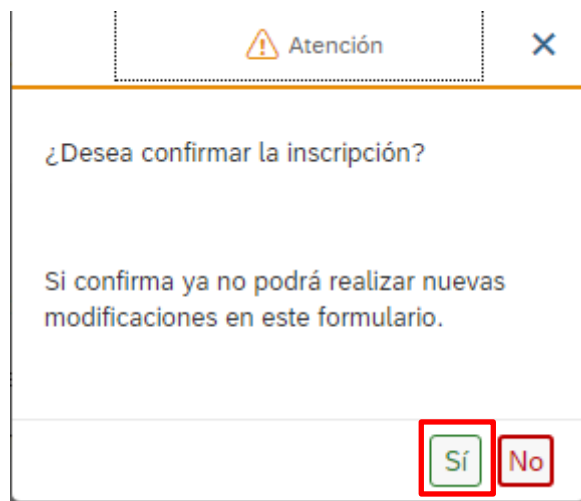 Atención
¿Desea confirmar la inscripción?
Si confirma ya no podrá realizar nuevas
modificaciones en este formulario.
Sí No